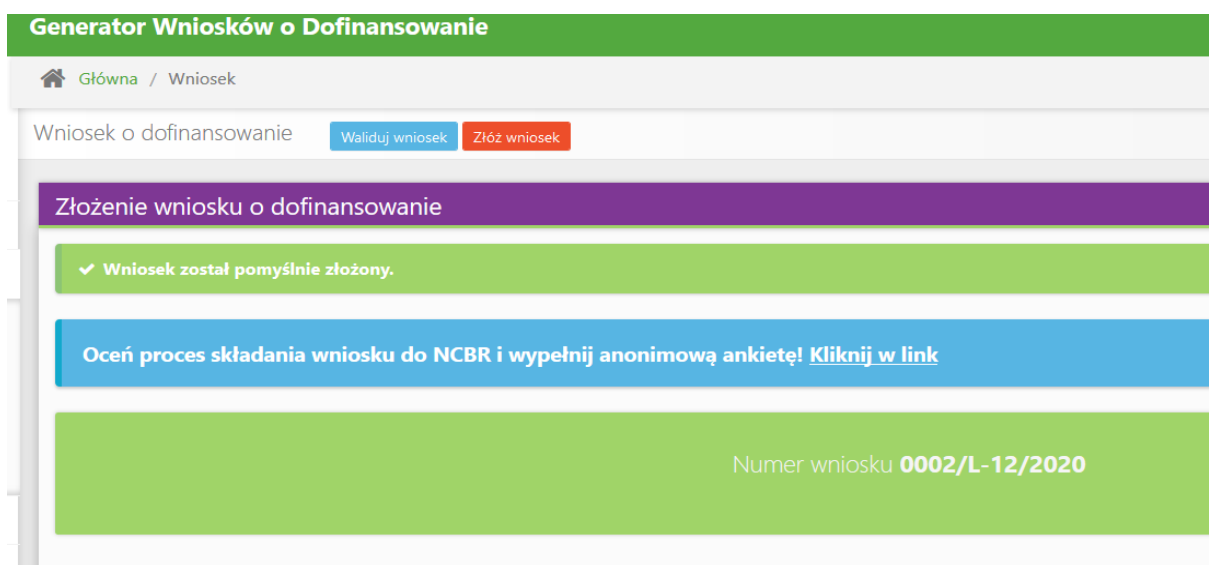 Generator Wniosków o Dofinansowanie
Główna / Wniosek
Wniosek o dofinansowanie Waliduj wniosek Złóż wniosek
Złożenie wniosku o dofinansowanie
Wniosek został pomyślnie złożony.
Oceń proces składania wniosku do NCBR i wypełnij anonimową ankietę! Kliknij w link
Numer wniosku 0002/L-12/2020